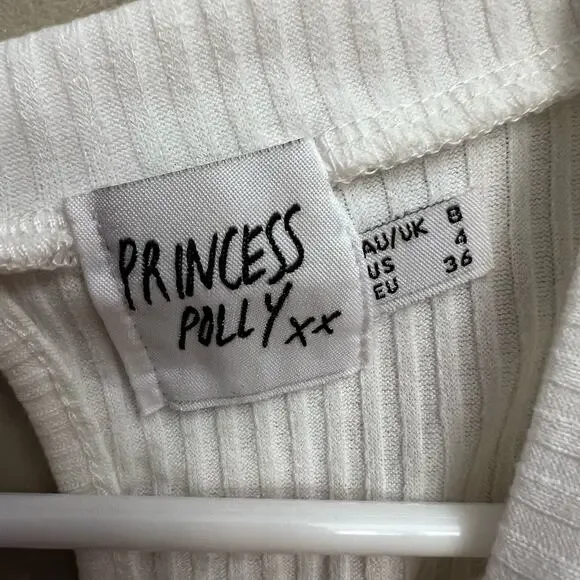 PRINCESS
POLLY xx
AU/UK 8
US 4
EU 36